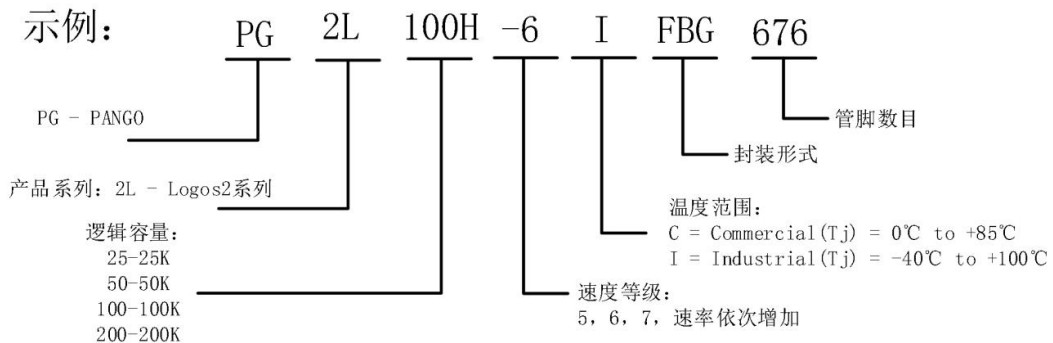 示例：
PG 2L 100H -6 I FBG 676
PG - PANGO
管脚数目
封装形式
产品系列：2L - Logos2系列
温度范围：
C = Commercial(Tj) = 0℃ to +85℃
I = Industrial(Tj) = -40℃ to +100℃
逻辑容量：
25-25K
50-50K
100-100K
200-200K
速度等级：
5，6，7，速率依次增加